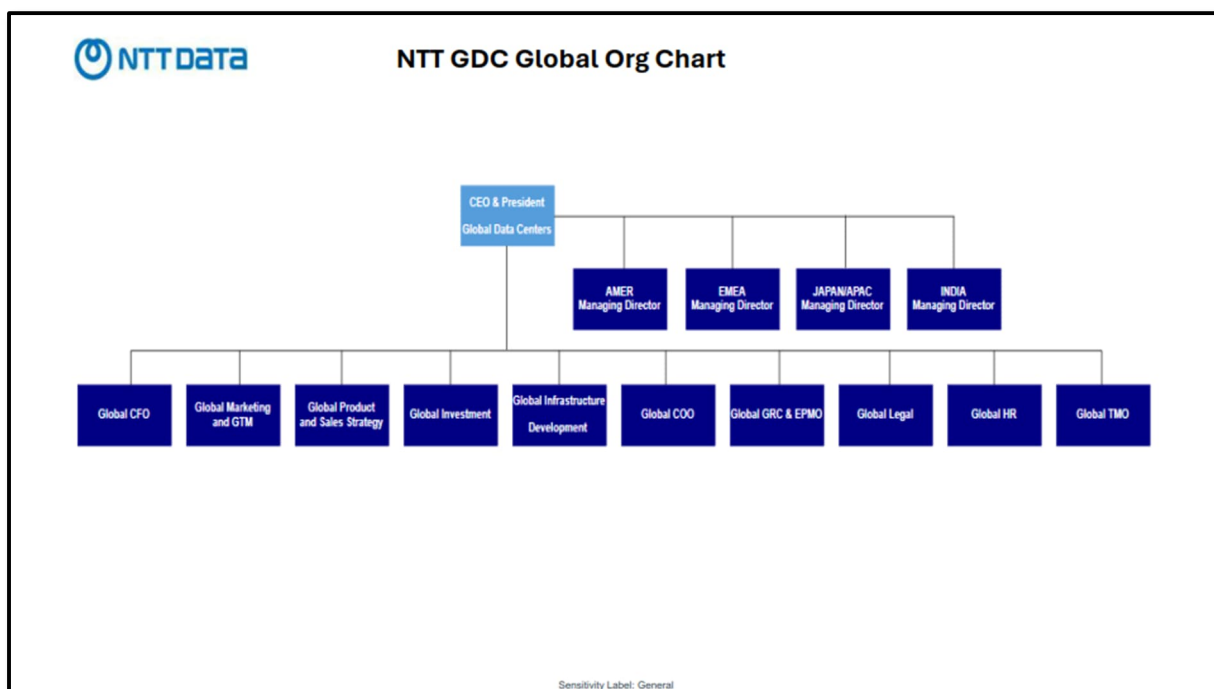 NTT DATA
NTT GDC Global Org Chart
CEO & President
Global Data Centers
AMER
Managing Director
EMEA
Managing Director
JAPAN/APAC
Managing Director
INDIA
Managing Director
Global CFO
Global Marketing
and GTM
Global Product
and Sales Strategy
Global Investment
Global Infrastructure
Development
Global COO
Global GRC & EPMO
Global Legal
Global HR
Global TMO
Sensitivity Label: General